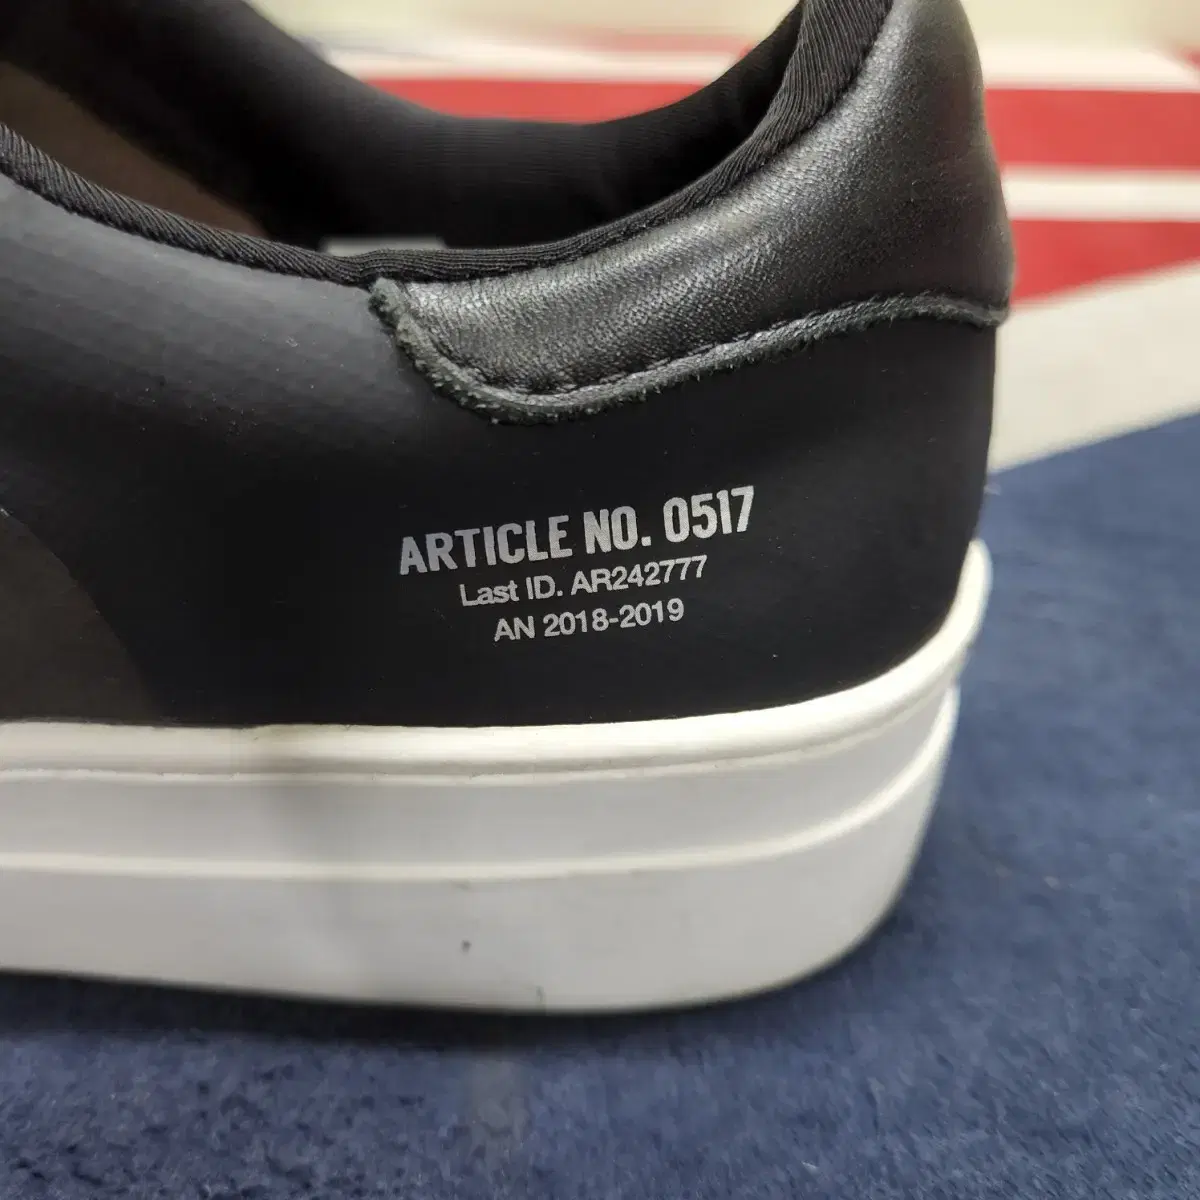 ARTICLE NO. 0517
Last ID. AR242777
AN 2018-2019